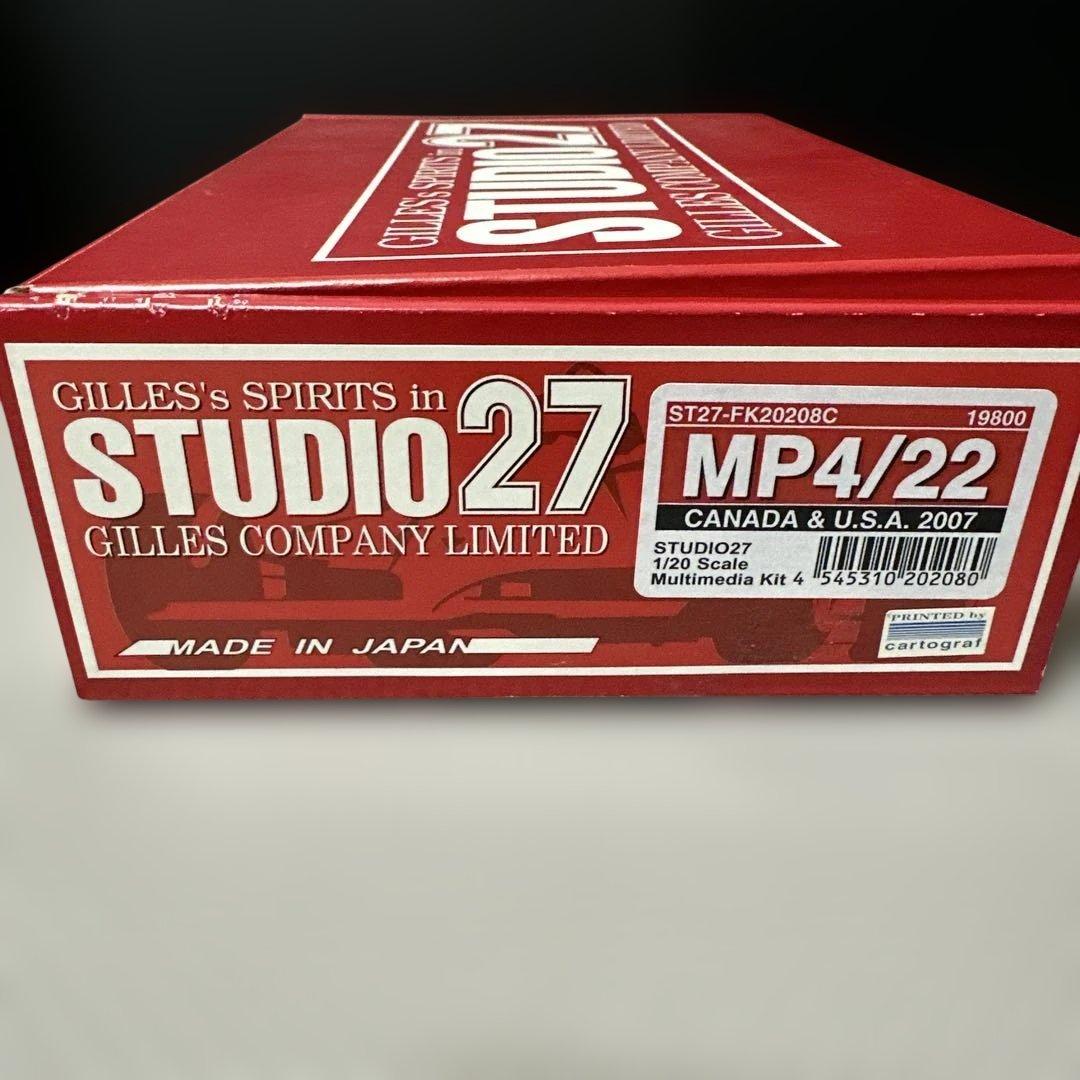 GILLES's SPIRITS in
STUDIO27
GILLES COMPANY LIMITED
GILLES's SPIRITS in
STUDIO27
GILLES COMPANY LIMITED
MADE IN JAPAN
ST27-FK20208C 19800
MP4/22
CANADA & U.S.A. 2007
STUDIO27
1/20 Scale
Multimedia Kit
4 545310 202080
PRINTED by
cartograf